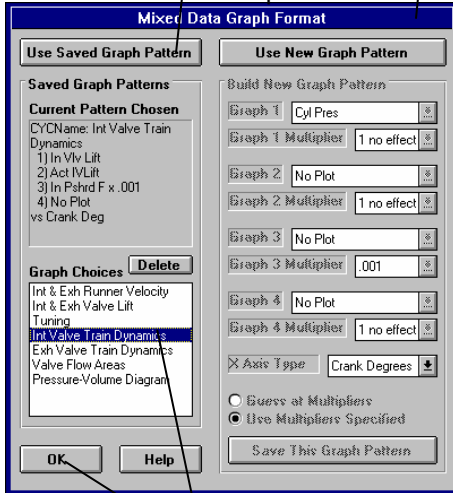 Mixed Data Graph Format
Use Saved Graph Pattern
Use New Graph Pattern
Saved Graph Patterns
Current Pattern Chosen
CYCName: Int Valve Train
Dynamics
1) In Vlv Lift
2) Act IVLift
3) In Pshrd F x .001
4) No Plot
vs Crank Deg
Graph Choices
Delete
Int & Exh Runner Velocity
Int & Exh Valve Lift
Tuning
Int Valve Train Dynamics
Exh Valve Train Dynamics
Valve Flow Areas
Pressure-Volume Diagram
OK
Help
Build New Graph Pattern
Graph 1 Cyl Pres
Graph 1 Multiplier 1 no effect
Graph 2 No Plot
Graph 2 Multiplier 1 no effect
Graph 3 No Plot
Graph 3 Multiplier .001
Graph 4 No Plot
Graph 4 Multiplier 1 no effect
X Axis Type Crank Degrees
Guess at Multipliers
Use Multipliers Specified
Save This Graph Pattern